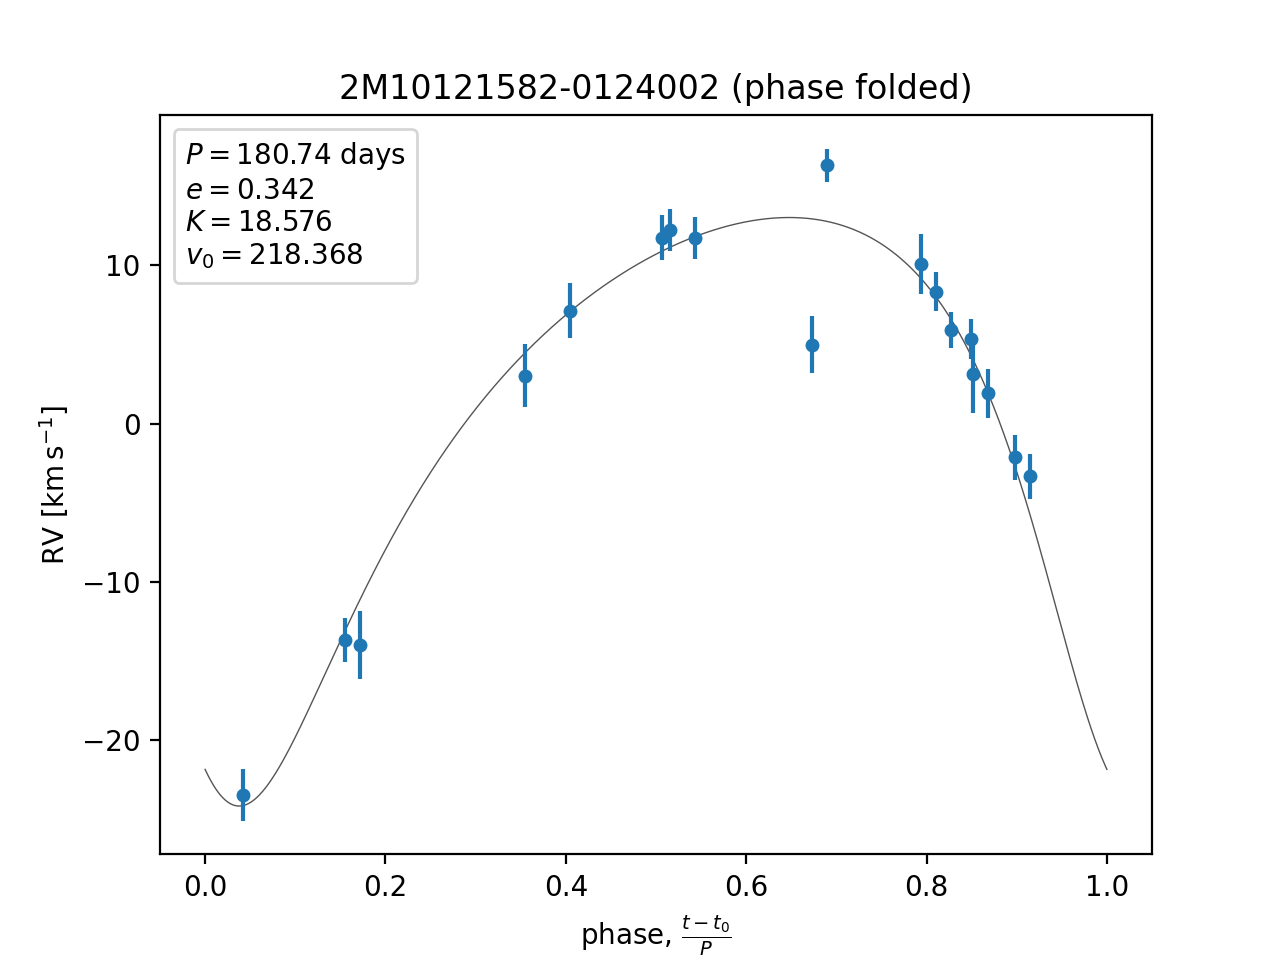 2M10121582-0124002 (phase folded)
P = 180.74 days
e = 0.342
K = 18.576
v₀ = 218.368
RV [km s⁻¹]
10
0
−10
−20
0.0 0.2 0.4 0.6 0.8 1.0
phase, (t − t₀)/P